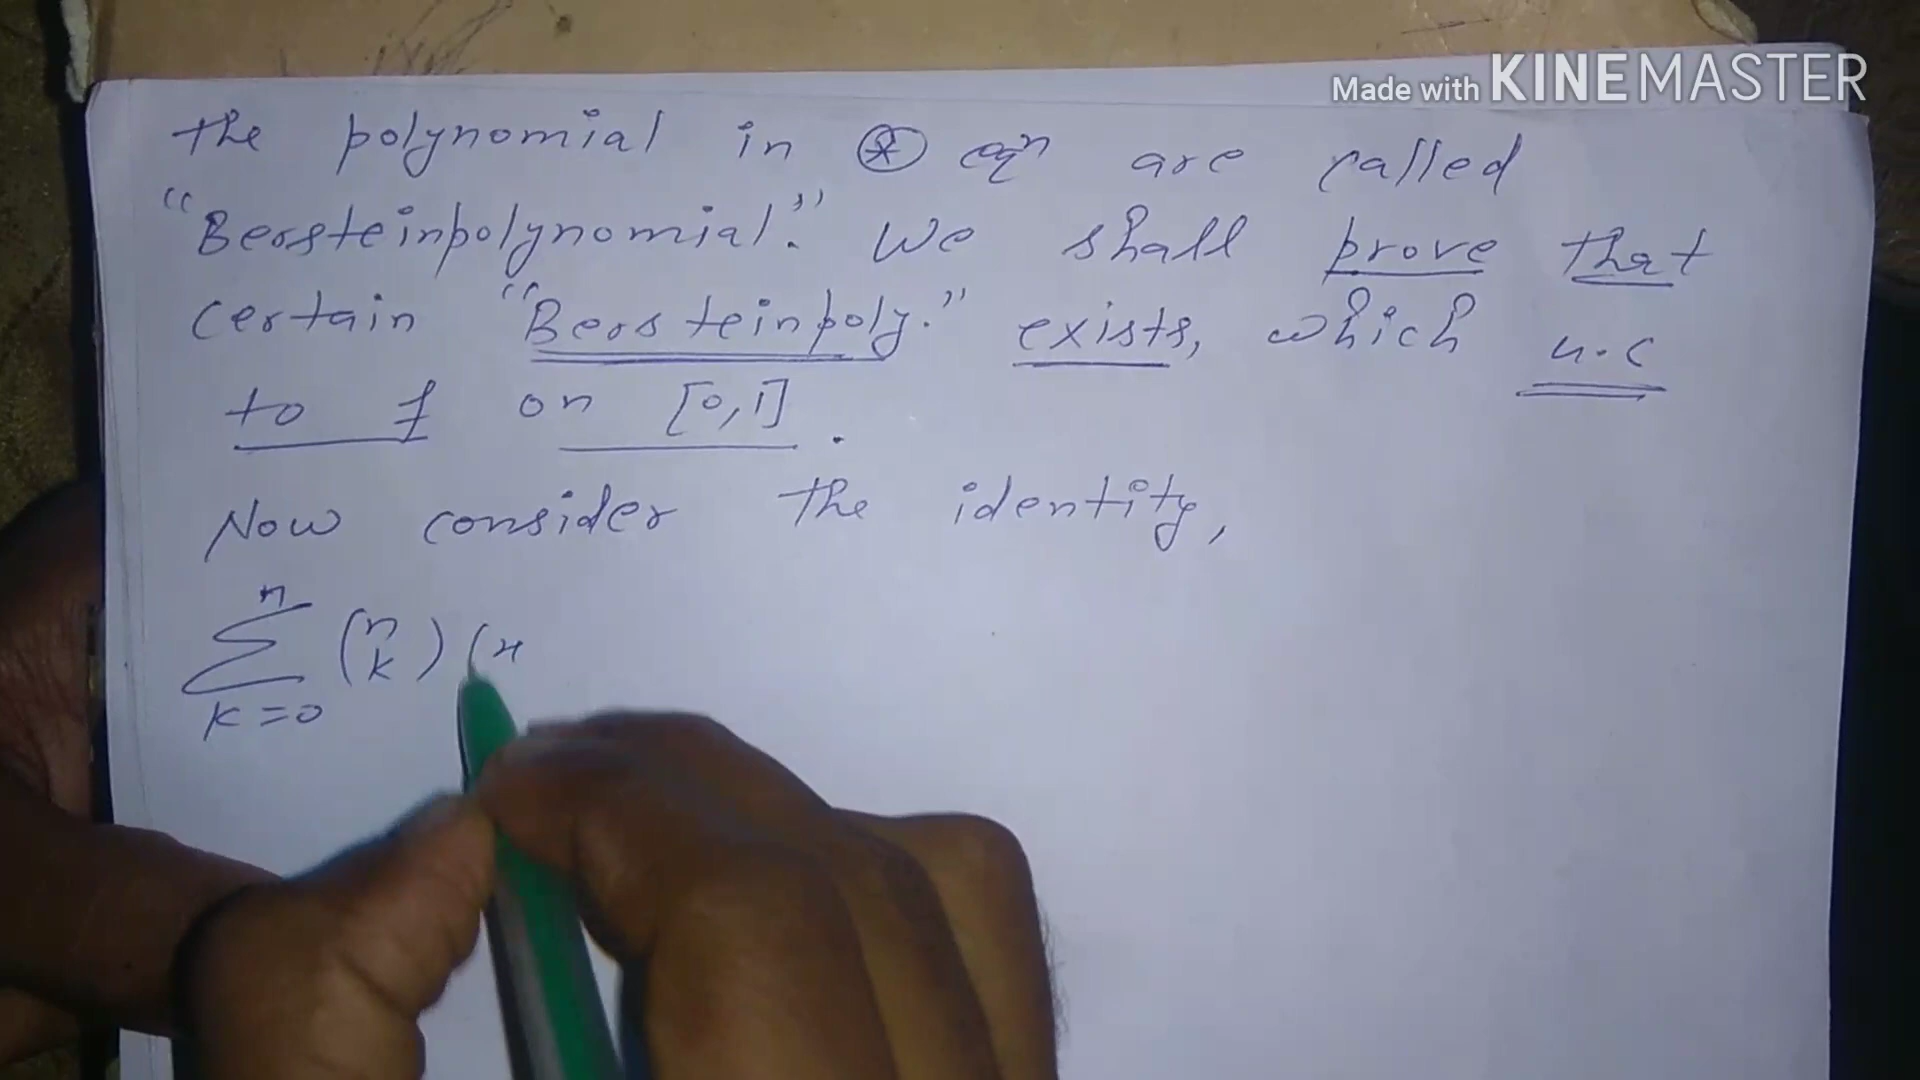 Made with KINEMASTER
the polynomial in ⊛ eqn are called
"Bersteinpolynomial." We shall prove that
certain "Bersteinpoly." exists, which u.c
to f on [0,1].
Now consider the identity,
n
∑ (n k) (x
k=0